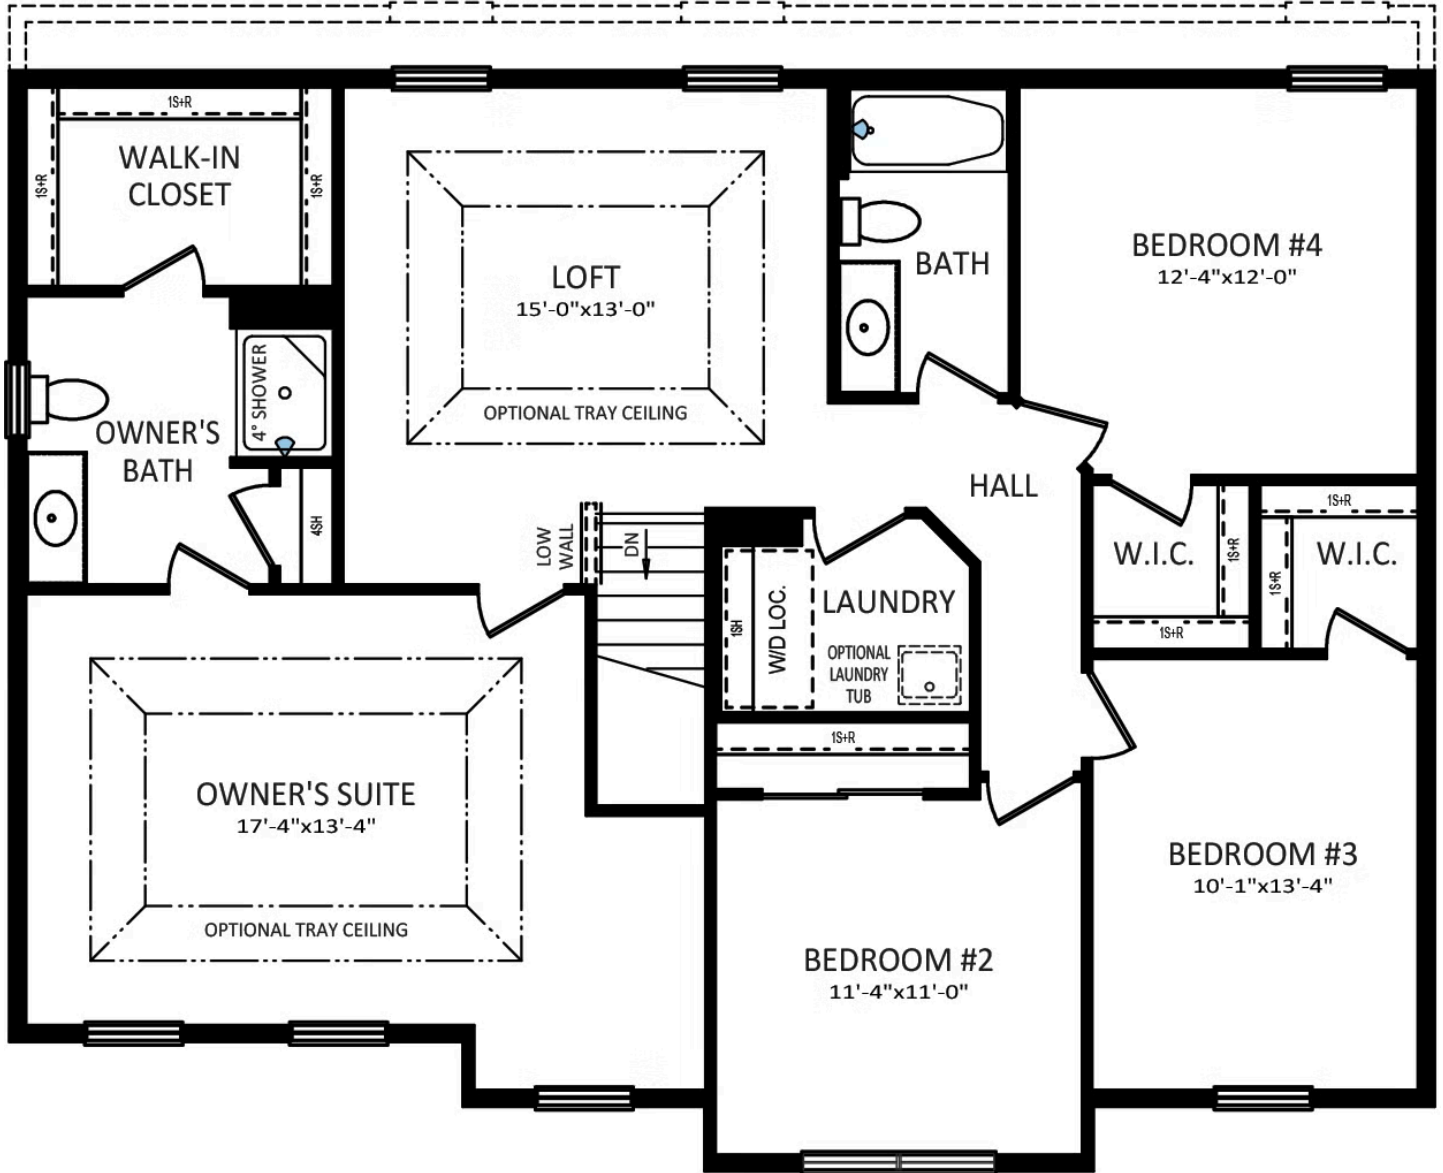 1S+R
WALK-IN
CLOSET
1S+R
1S+R
LOFT
15'-0"x13'-0"
OPTIONAL TRAY CEILING
BATH
BEDROOM #4
12'-4"x12'-0"
4° SHOWER
OWNER'S
BATH
4SH
LOW
WALL
DN
HALL
1S+R
W.I.C.
1S+R
1S+R
W.I.C.
1S+R
LAUNDRY
1SH
W/D LOC.
OPTIONAL
LAUNDRY
TUB
1S+R
OWNER'S SUITE
17'-4"x13'-4"
OPTIONAL TRAY CEILING
BEDROOM #3
10'-1"x13'-4"
BEDROOM #2
11'-4"x11'-0"